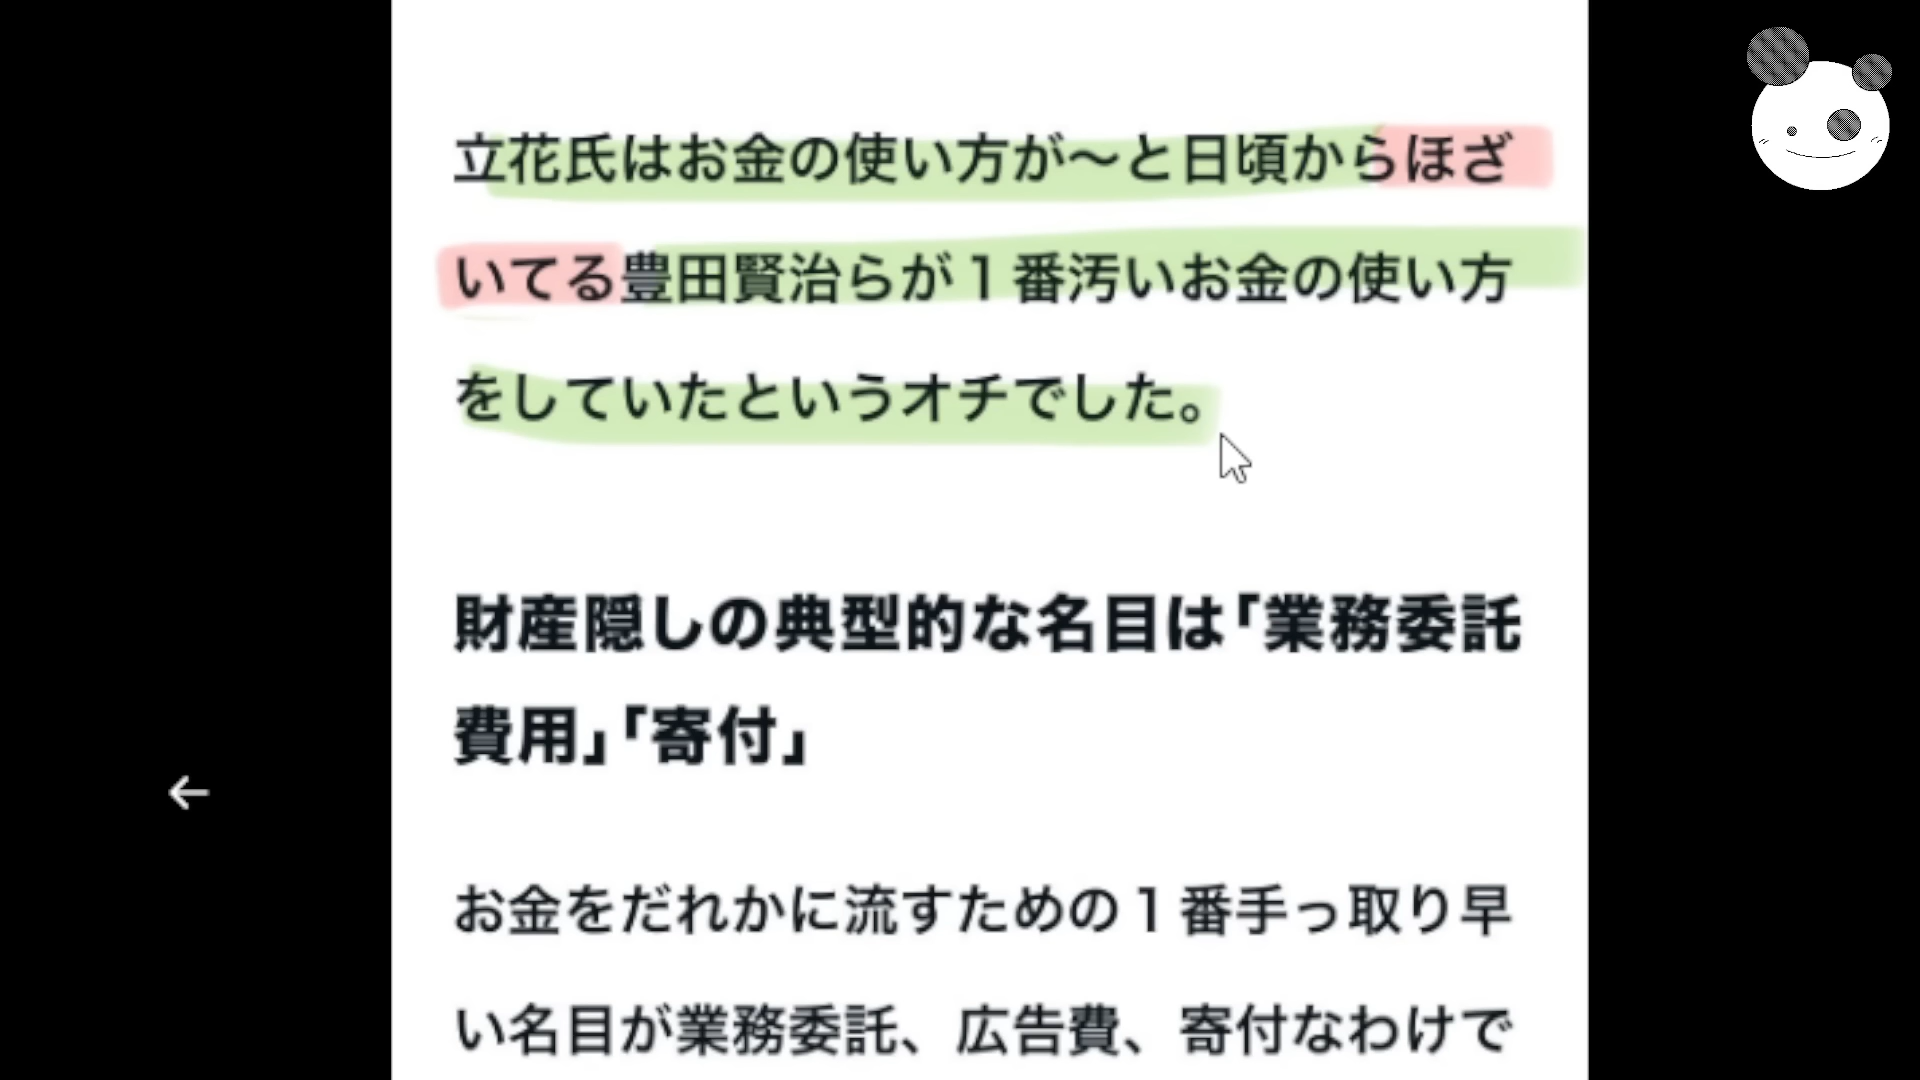 立花氏はお金の使い方が〜と日頃からほざ
いてる豊田賢治らが１番汚いお金の使い方
をしていたというオチでした。
財産隠しの典型的な名目は「業務委託
費用」「寄付」
お金をだれかに流すための１番手っ取り早
い名目が業務委託、広告費、寄付なわけで